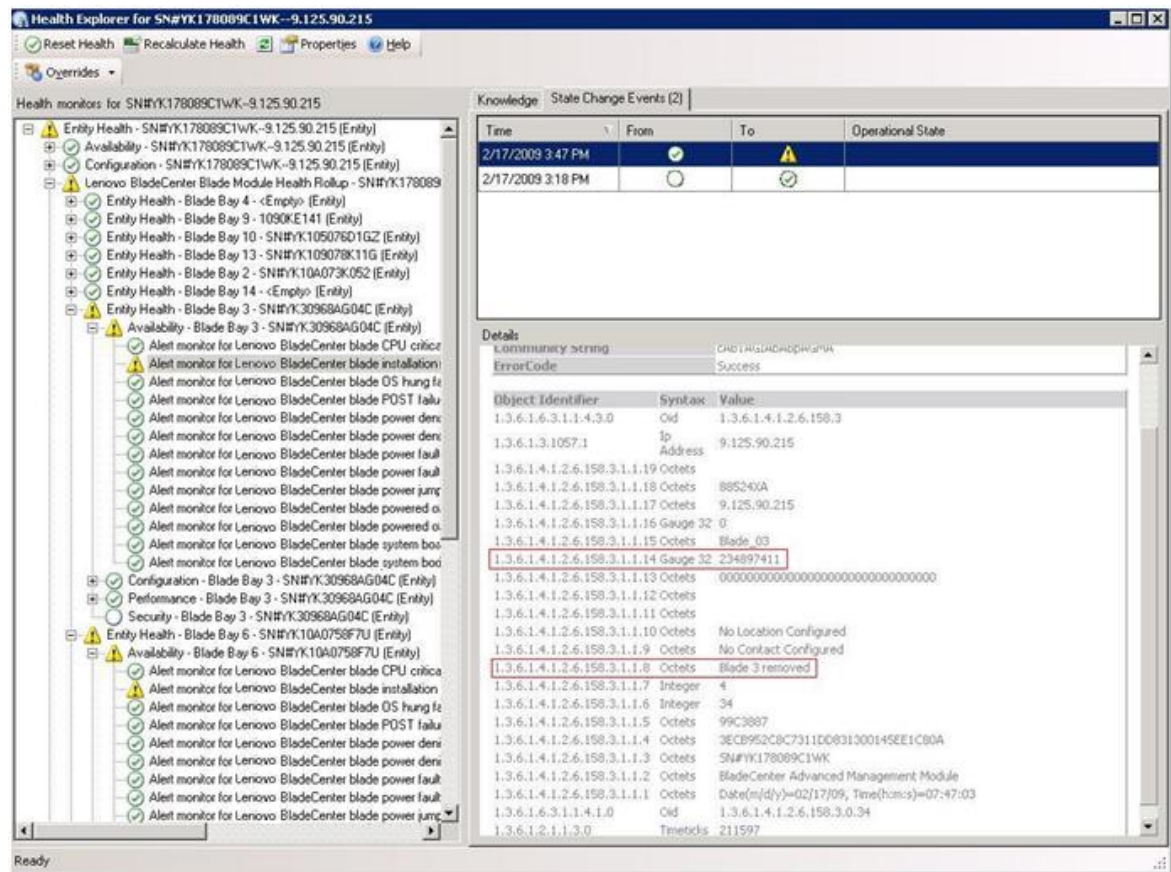 Health Explorer for SN#YK178089C1WK--9.125.90.215
Reset Health Recalculate Health Properties Help
Overrides
Health monitors for SN#YK178089C1WK--9.125.90.215
Entity Health - SN#YK178089C1WK--9.125.90.215 (Entity)
Availability - SN#YK178089C1WK--9.125.90.215 (Entity)
Configuration - SN#YK178089C1WK--9.125.90.215 (Entity)
Lenovo BladeCenter Blade Module Health Rollup - SN#YK178089
Entity Health - Blade Bay 4 - <Empty> (Entity)
Entity Health - Blade Bay 9 - 1090KE141 (Entity)
Entity Health - Blade Bay 10 - SN#YK105076D1GZ (Entity)
Entity Health - Blade Bay 13 - SN#YK109078K11G (Entity)
Entity Health - Blade Bay 2 - SN#YK10A073K052 (Entity)
Entity Health - Blade Bay 14 - <Empty> (Entity)
Entity Health - Blade Bay 3 - SN#YK30968AG04C (Entity)
Availability - Blade Bay 3 - SN#YK30968AG04C (Entity)
Alert monitor for Lenovo BladeCenter blade CPU critica
Alert monitor for Lenovo BladeCenter blade installation
Alert monitor for Lenovo BladeCenter blade OS hung fa
Alert monitor for Lenovo BladeCenter blade POST failu
Alert monitor for Lenovo BladeCenter blade power deni
Alert monitor for Lenovo BladeCenter blade power deni
Alert monitor for Lenovo BladeCenter blade power fault
Alert monitor for Lenovo BladeCenter blade power fault
Alert monitor for Lenovo BladeCenter blade power jump
Alert monitor for Lenovo BladeCenter blade powered o
Alert monitor for Lenovo BladeCenter blade powered o
Alert monitor for Lenovo BladeCenter blade system boa
Alert monitor for Lenovo BladeCenter blade system boo
Configuration - Blade Bay 3 - SN#YK30968AG04C (Entity)
Performance - Blade Bay 3 - SN#YK30968AG04C (Entity)
Security - Blade Bay 3 - SN#YK30968AG04C (Entity)
Entity Health - Blade Bay 6 - SN#YK10A0758F7U (Entity)
Availability - Blade Bay 6 - SN#YK10A0758F7U (Entity)
Alert monitor for Lenovo BladeCenter blade CPU critica
Alert monitor for Lenovo BladeCenter blade installation
Alert monitor for Lenovo BladeCenter blade OS hung fa
Alert monitor for Lenovo BladeCenter blade POST failu
Alert monitor for Lenovo BladeCenter blade power deni
Alert monitor for Lenovo BladeCenter blade power deni
Alert monitor for Lenovo BladeCenter blade power fault
Alert monitor for Lenovo BladeCenter blade power fault
Alert monitor for Lenovo BladeCenter blade power jump
Knowledge State Change Events (2)
Time From To Operational State
2/17/2009 3:47 PM
2/17/2009 3:18 PM
Details
Community String
ErrorCode Success
Object Identifier Syntax Value
1.3.6.1.6.3.1.1.4.3.0 Oid 1.3.6.1.4.1.2.6.158.3
1.3.6.1.3.1057.1 Ip Address 9.125.90.215
1.3.6.1.4.1.2.6.158.3.1.1.19 Octets
1.3.6.1.4.1.2.6.158.3.1.1.18 Octets 88524XA
1.3.6.1.4.1.2.6.158.3.1.1.17 Octets 9.125.90.215
1.3.6.1.4.1.2.6.158.3.1.1.16 Gauge 32 0
1.3.6.1.4.1.2.6.158.3.1.1.15 Octets Blade_03
1.3.6.1.4.1.2.6.158.3.1.1.14 Gauge 32 234897411
1.3.6.1.4.1.2.6.158.3.1.1.13 Octets 00000000000000000000000000000000
1.3.6.1.4.1.2.6.158.3.1.1.12 Octets
1.3.6.1.4.1.2.6.158.3.1.1.11 Octets
1.3.6.1.4.1.2.6.158.3.1.1.10 Octets No Location Configured
1.3.6.1.4.1.2.6.158.3.1.1.9 Octets No Contact Configured
1.3.6.1.4.1.2.6.158.3.1.1.8 Octets Blade 3 removed
1.3.6.1.4.1.2.6.158.3.1.1.7 Integer 4
1.3.6.1.4.1.2.6.158.3.1.1.6 Integer 34
1.3.6.1.4.1.2.6.158.3.1.1.5 Octets 99C3887
1.3.6.1.4.1.2.6.158.3.1.1.4 Octets 3ECB952C8C7311DD831300145EE1C80A
1.3.6.1.4.1.2.6.158.3.1.1.3 Octets SN#YK178089C1WK
1.3.6.1.4.1.2.6.158.3.1.1.2 Octets BladeCenter Advanced Management Module
1.3.6.1.4.1.2.6.158.3.1.1.1 Octets Date(m/d/y)=02/17/09, Time(h:m:s)=07:47:03
1.3.6.1.6.3.1.1.4.1.0 Oid 1.3.6.1.4.1.2.6.158.3.0.34
1.3.6.1.2.1.1.3.0 Timeticks 211597
Ready